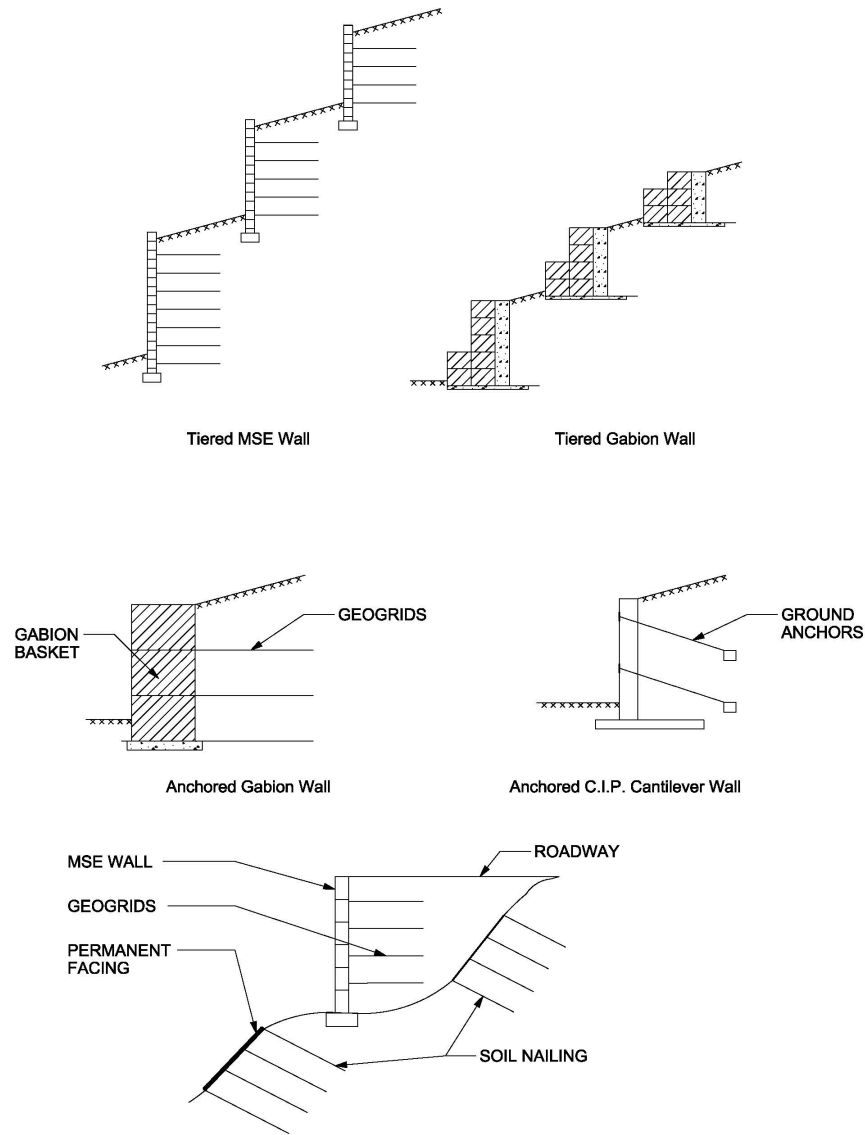 Tiered MSE Wall
Tiered Gabion Wall
GABION
BASKET
GEOGRIDS
GROUND
ANCHORS
Anchored Gabion Wall
Anchored C.I.P. Cantilever Wall
MSE WALL
ROADWAY
GEOGRIDS
PERMANENT
FACING
SOIL NAILING